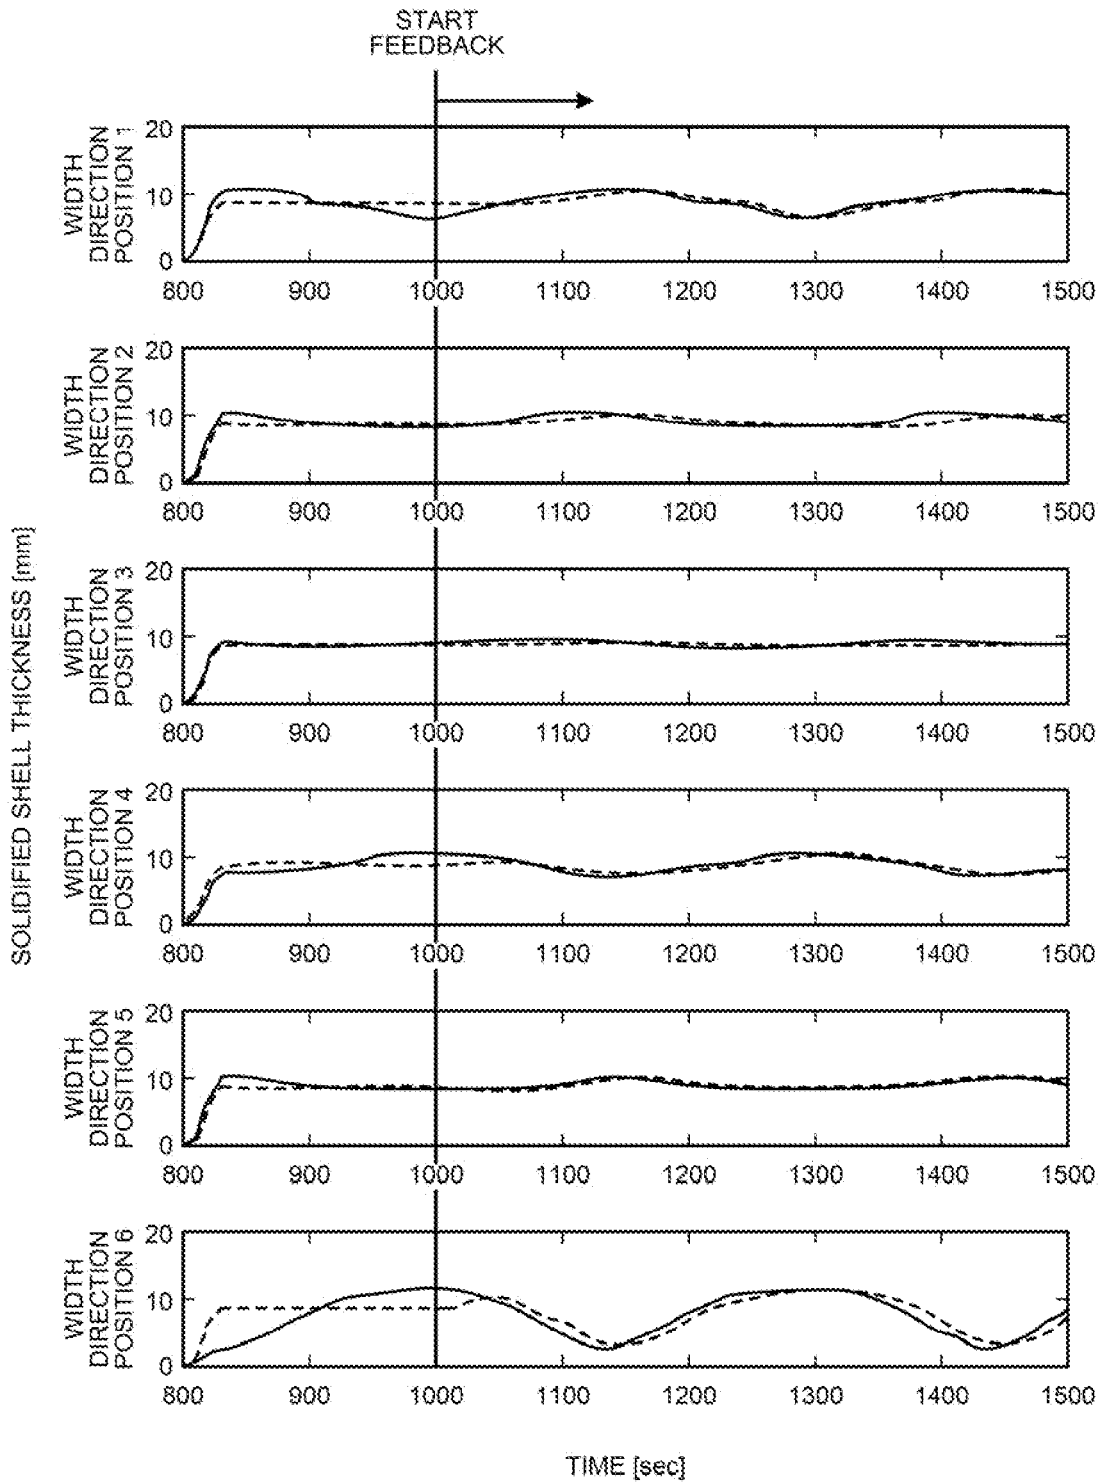 START
FEEDBACK
WIDTH
DIRECTION
POSITION 1
20
10
0
800 900 1000 1100 1200 1300 1400 1500
WIDTH
DIRECTION
POSITION 2
20
10
0
800 900 1000 1100 1200 1300 1400 1500
WIDTH
DIRECTION
POSITION 3
20
10
0
800 900 1000 1100 1200 1300 1400 1500
SOLIDIFIED SHELL THICKNESS [mm]
WIDTH
DIRECTION
POSITION 4
20
10
0
800 900 1000 1100 1200 1300 1400 1500
WIDTH
DIRECTION
POSITION 5
20
10
0
800 900 1000 1100 1200 1300 1400 1500
WIDTH
DIRECTION
POSITION 6
20
10
0
800 900 1000 1100 1200 1300 1400 1500
TIME [sec]